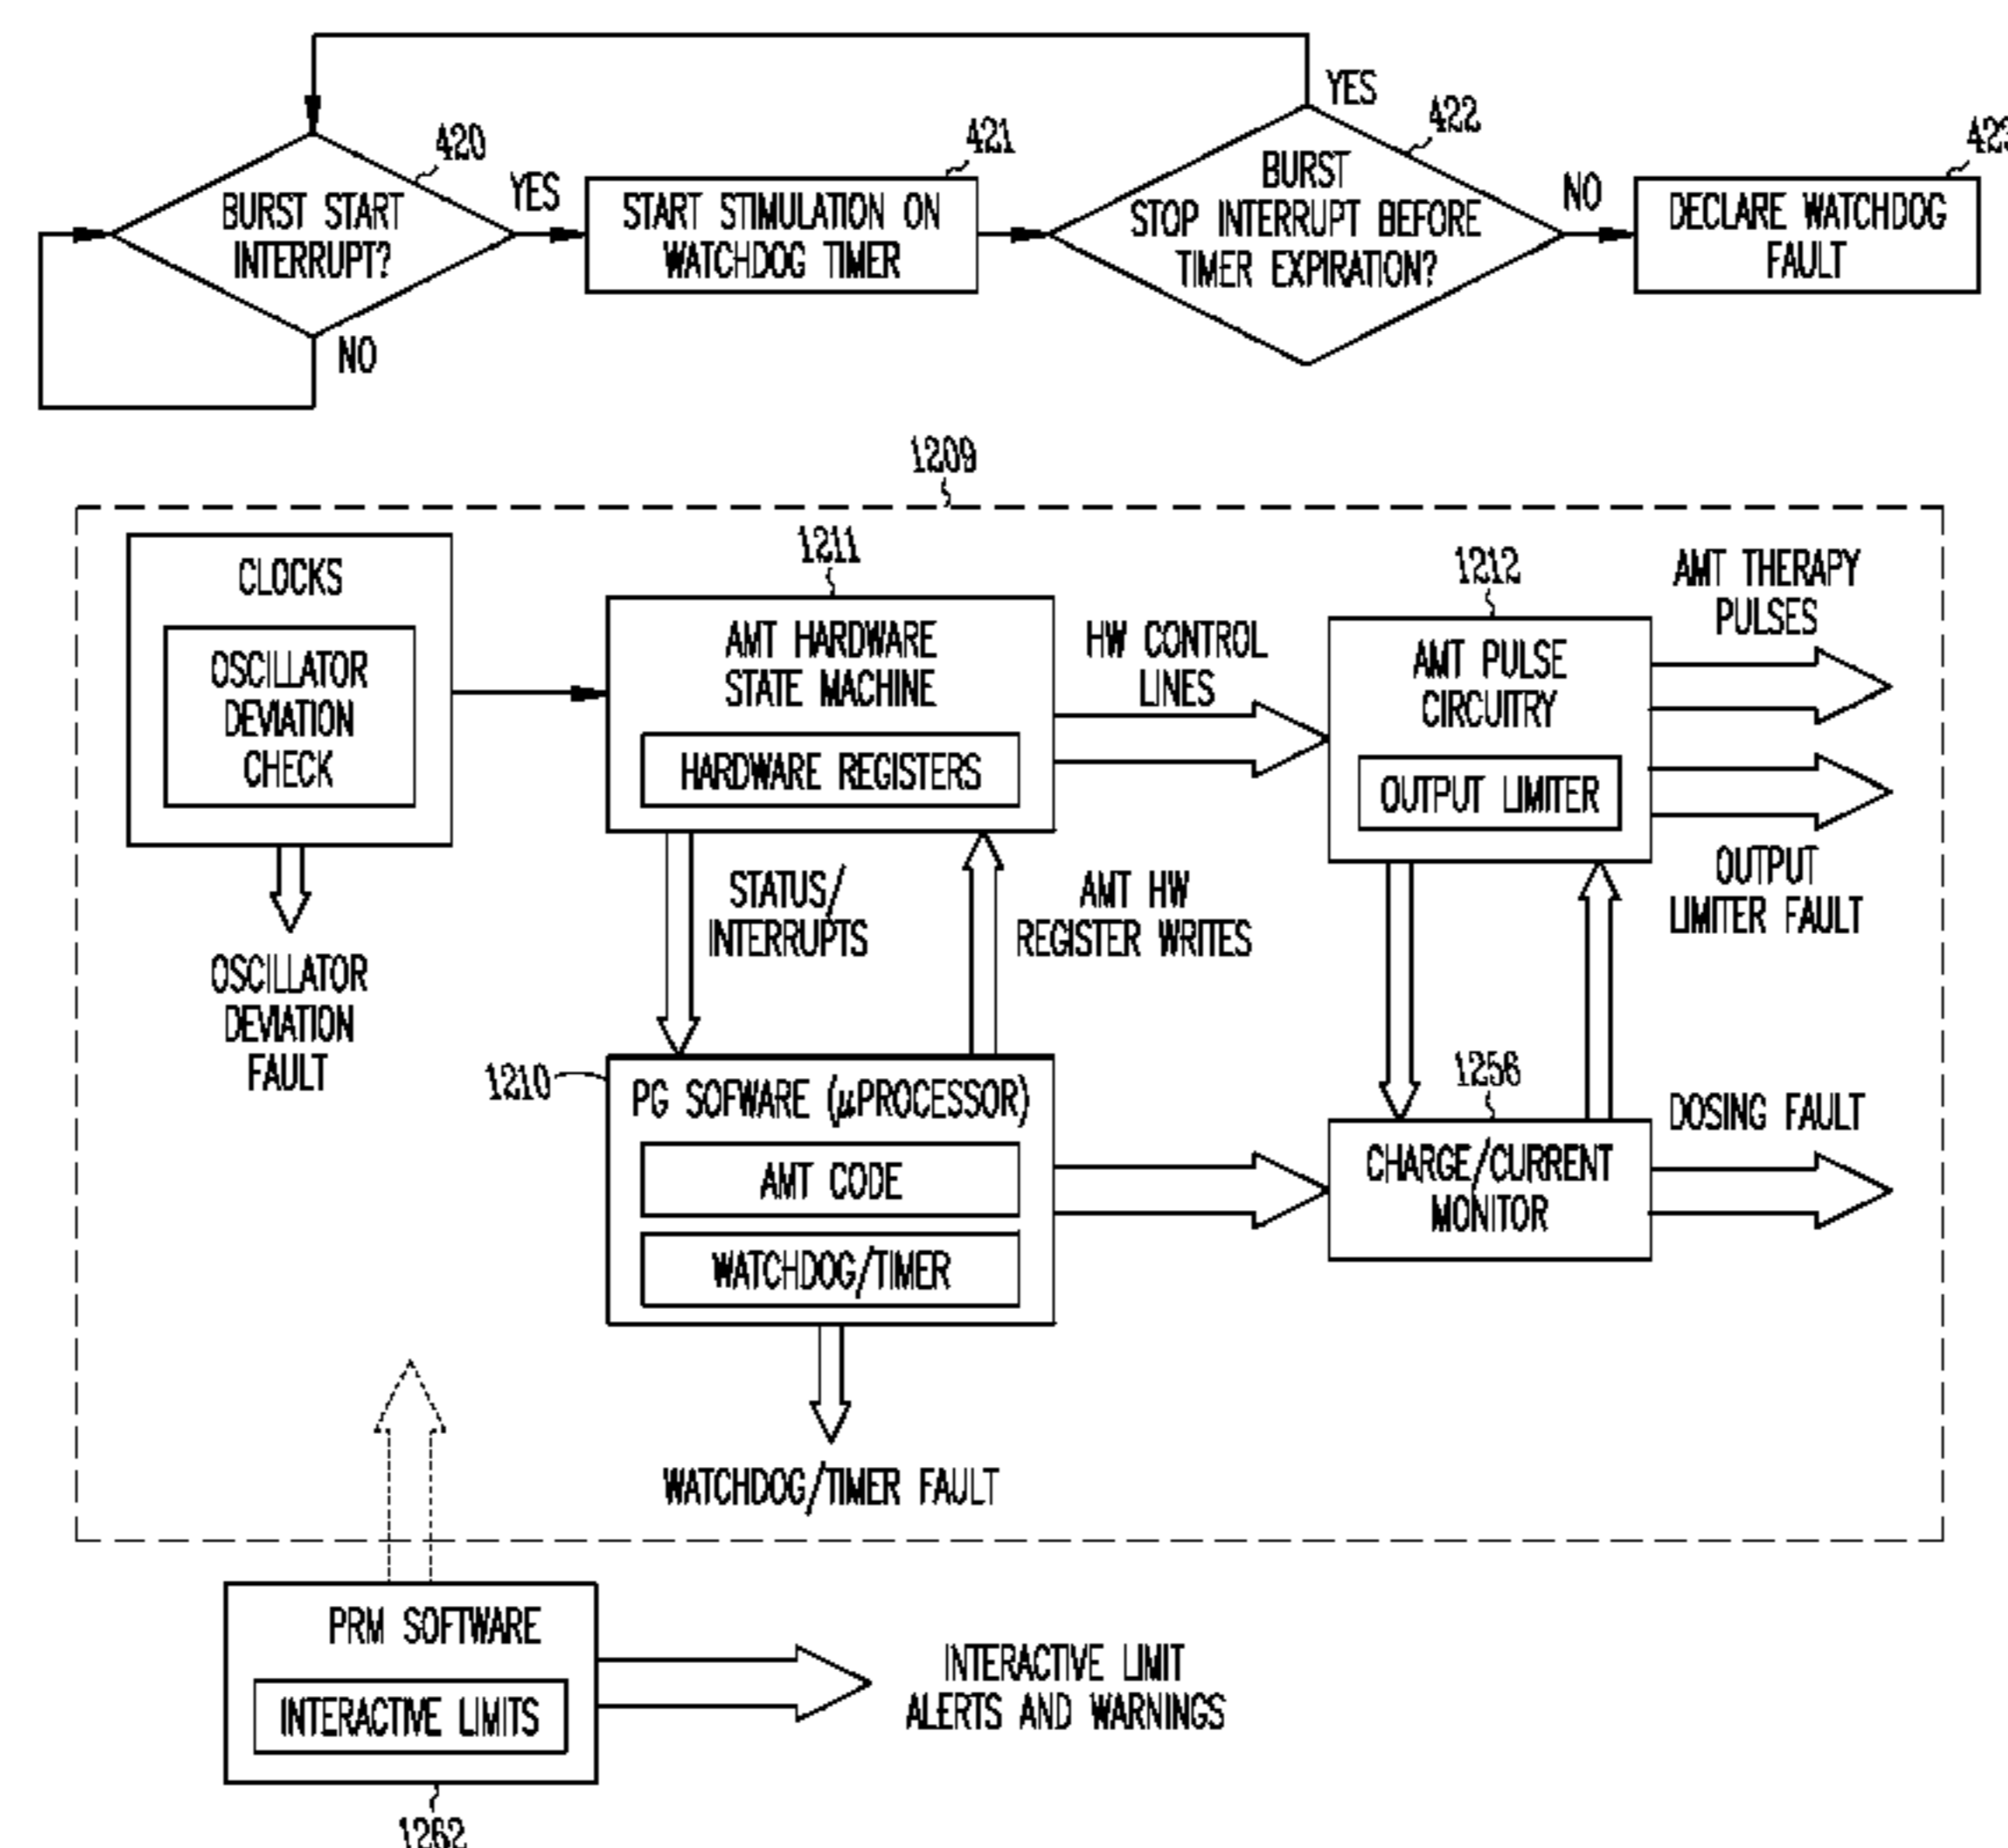 YES
420
421
422
423
BURST START
INTERRUPT?
YES
START STIMULATION ON
WATCHDOG TIMER
BURST
STOP INTERRUPT BEFORE
TIMER EXPIRATION?
NO
DECLARE WATCHDOG
FAULT
NO
1209
CLOCKS
OSCILLATOR
DEVIATION
CHECK
1211
AMT HARDWARE
STATE MACHINE
HARDWARE REGISTERS
HW CONTROL
LINES
1212
AMT PULSE
CIRCUITRY
OUTPUT LIMITER
AMT THERAPY
PULSES
OUTPUT
LIMITER FAULT
OSCILLATOR
DEVIATION
FAULT
STATUS/
INTERRUPTS
AMT HW
REGISTER WRITES
1210
PG SOFWARE (μPROCESSOR)
AMT CODE
WATCHDOG/TIMER
1256
CHARGE/CURRENT
MONITOR
DOSING FAULT
WATCHDOG/TIMER FAULT
PRM SOFTWARE
INTERACTIVE LIMITS
INTERACTIVE LIMIT
ALERTS AND WARNINGS
1262